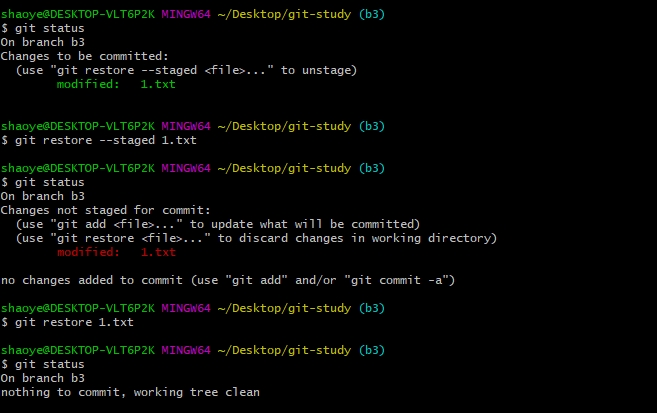 shaoye@DESKTOP-VLT6P2K MINGW64 ~/Desktop/git-study (b3)
$ git status
On branch b3
Changes to be committed:
  (use "git restore --staged <file>..." to unstage)
        modified:   1.txt

shaoye@DESKTOP-VLT6P2K MINGW64 ~/Desktop/git-study (b3)
$ git restore --staged 1.txt

shaoye@DESKTOP-VLT6P2K MINGW64 ~/Desktop/git-study (b3)
$ git status
On branch b3
Changes not staged for commit:
  (use "git add <file>..." to update what will be committed)
  (use "git restore <file>..." to discard changes in working directory)
        modified:   1.txt

no changes added to commit (use "git add" and/or "git commit -a")

shaoye@DESKTOP-VLT6P2K MINGW64 ~/Desktop/git-study (b3)
$ git restore 1.txt

shaoye@DESKTOP-VLT6P2K MINGW64 ~/Desktop/git-study (b3)
$ git status
On branch b3
nothing to commit, working tree clean